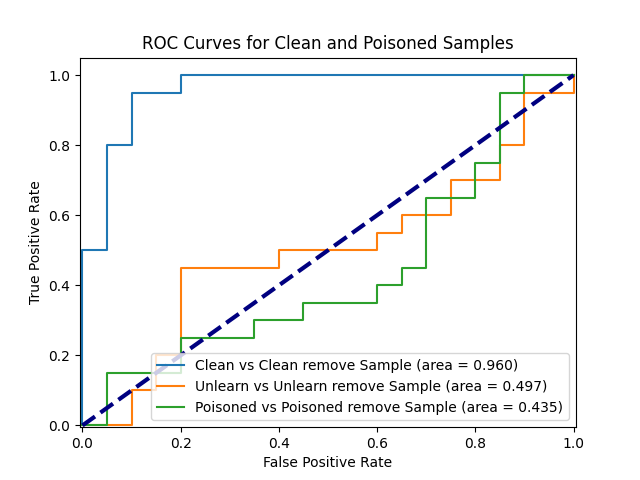 ROC Curves for Clean and Poisoned Samples
True Positive Rate
1.0
0.8
0.6
0.4
0.2
0.0
Clean vs Clean remove Sample (area = 0.960)
Unlearn vs Unlearn remove Sample (area = 0.497)
Poisoned vs Poisoned remove Sample (area = 0.435)
0.0 0.2 0.4 0.6 0.8 1.0
False Positive Rate